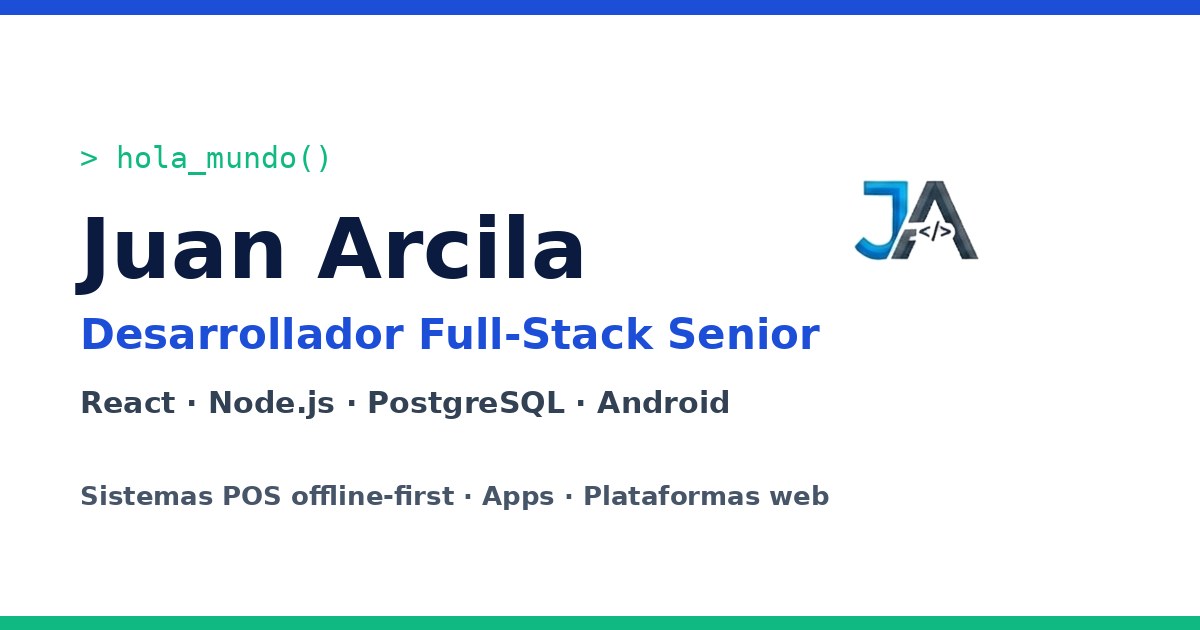 > hola_mundo()
Juan Arcila
JA
</>
Desarrollador Full-Stack Senior
React · Node.js · PostgreSQL · Android
Sistemas POS offline-first · Apps · Plataformas web